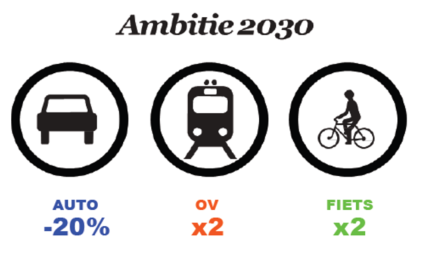 Ambitie 2030
AUTO
-20%
OV
x2
FIETS
x2